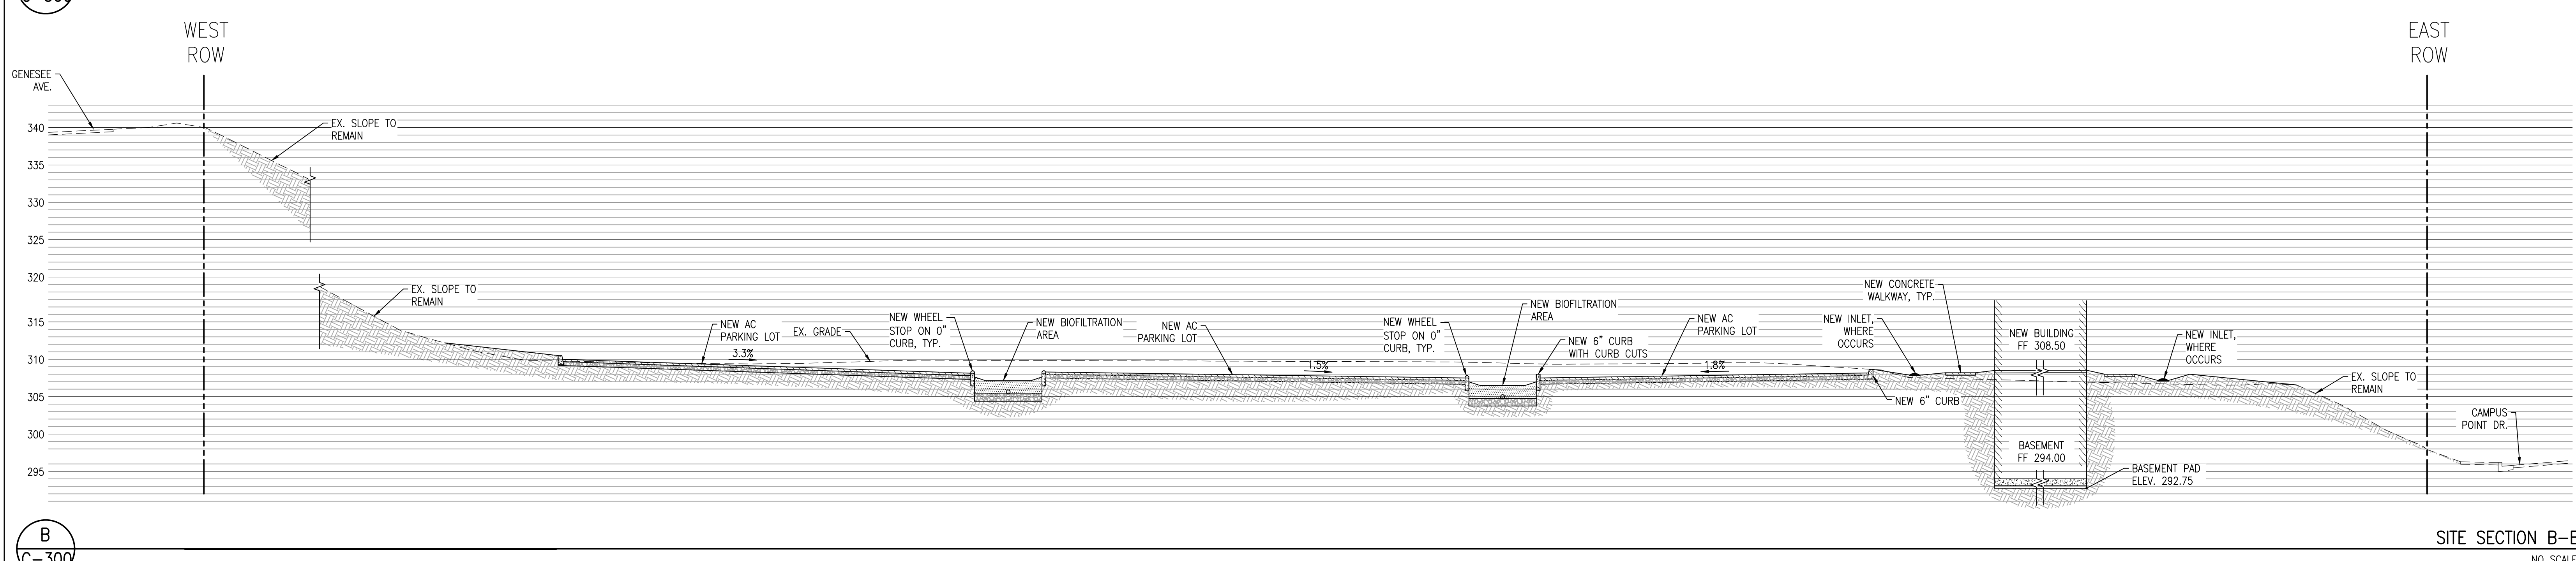 WEST
ROW
EAST
ROW
GENESEE
AVE.
340
335
330
325
320
315
310
305
300
295
EX. SLOPE TO
REMAIN
EX. SLOPE TO
REMAIN
NEW AC
PARKING LOT
3.3%
EX. GRADE
NEW WHEEL
STOP ON 0"
CURB, TYP.
NEW BIOFILTRATION
AREA
NEW AC
PARKING LOT
1.5%
NEW WHEEL
STOP ON 0"
CURB, TYP.
NEW BIOFILTRATION
AREA
NEW 6" CURB
WITH CURB CUTS
NEW AC
PARKING LOT
1.8%
NEW INLET,
WHERE
OCCURS
NEW CONCRETE
WALKWAY, TYP.
NEW 6" CURB
NEW BUILDING
FF 308.50
BASEMENT
FF 294.00
BASEMENT PAD
ELEV. 292.75
NEW INLET,
WHERE
OCCURS
EX. SLOPE TO
REMAIN
CAMPUS
POINT DR.
B
C-300
SITE SECTION B-B
NO SCALE